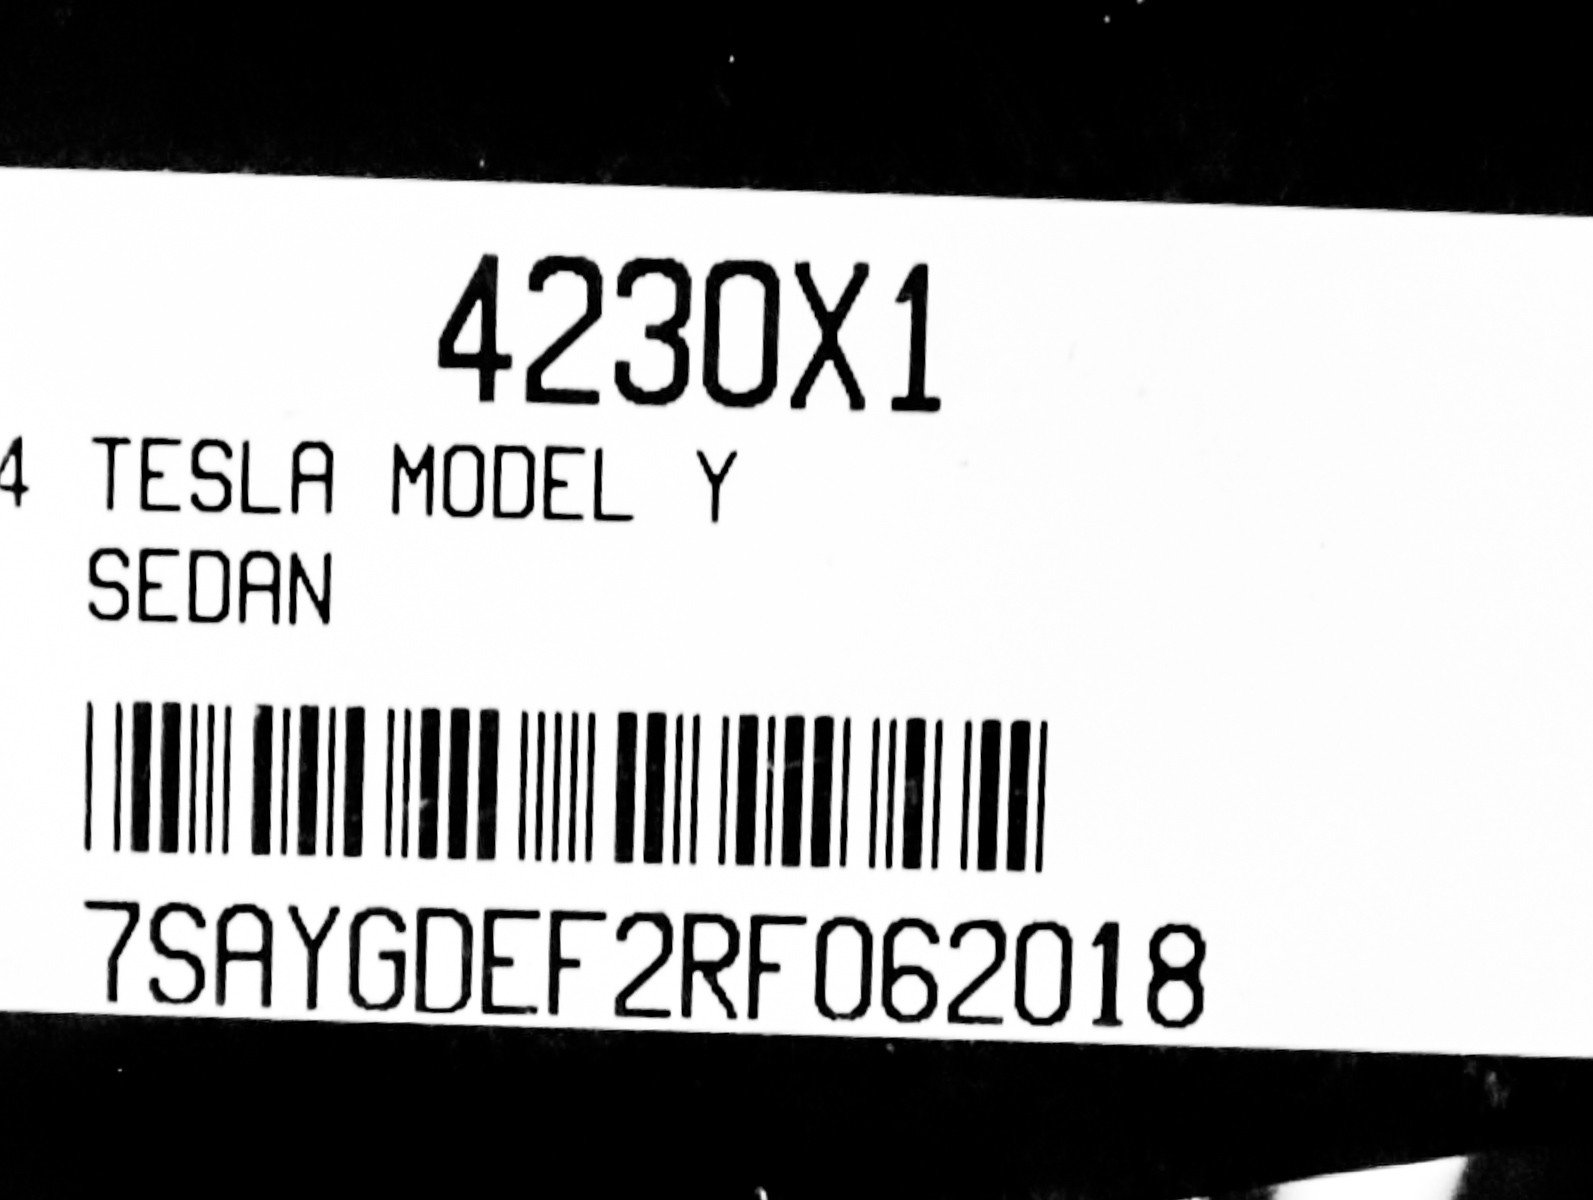 4230X1
4 TESLA MODEL Y
SEDAN
7SAYGDEF2RF062018